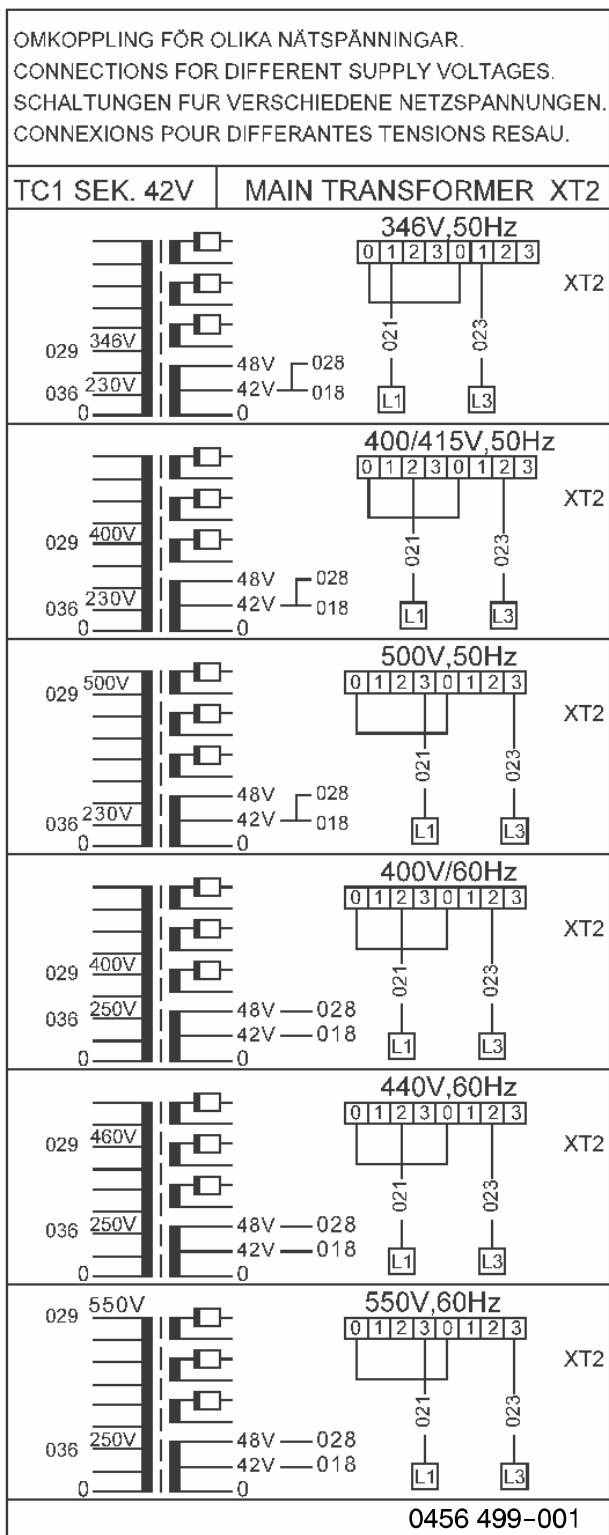 OMKOPPLING FÖR OLIKA NÄTSPÄNNINGAR.
CONNECTIONS FOR DIFFERENT SUPPLY VOLTAGES.
SCHALTUNGEN FUR VERSCHIEDENE NETZSPANNUNGEN.
CONNEXIONS POUR DIFFERANTES TENSIONS RESAU.
TC1 SEK. 42V MAIN TRANSFORMER XT2
346V,50Hz
0 1 2 3 0 1 2 3
XT2
029 346V 021 023
48V 028
036 230V 42V 018 L1 L3
0 0
400/415V,50Hz
0 1 2 3 0 1 2 3
XT2
029 400V 021 023
48V 028
036 230V 42V 018 L1 L3
0 0
500V,50Hz
029 500V 0 1 2 3 0 1 2 3
XT2
021 023
48V 028
036 230V 42V 018 L1 L3
0 0
400V/60Hz
0 1 2 3 0 1 2 3
XT2
029 400V 021 023
036 250V 48V 028
42V 018 L1 L3
0 0
440V,60Hz
0 1 2 3 0 1 2 3
029 460V XT2
021 023
036 250V 48V 028
42V 018 L1 L3
0 0
550V,60Hz
029 550V 0 1 2 3 0 1 2 3
XT2
021 023
036 250V 48V 028
42V 018 L1 L3
0 0
0456 499-001